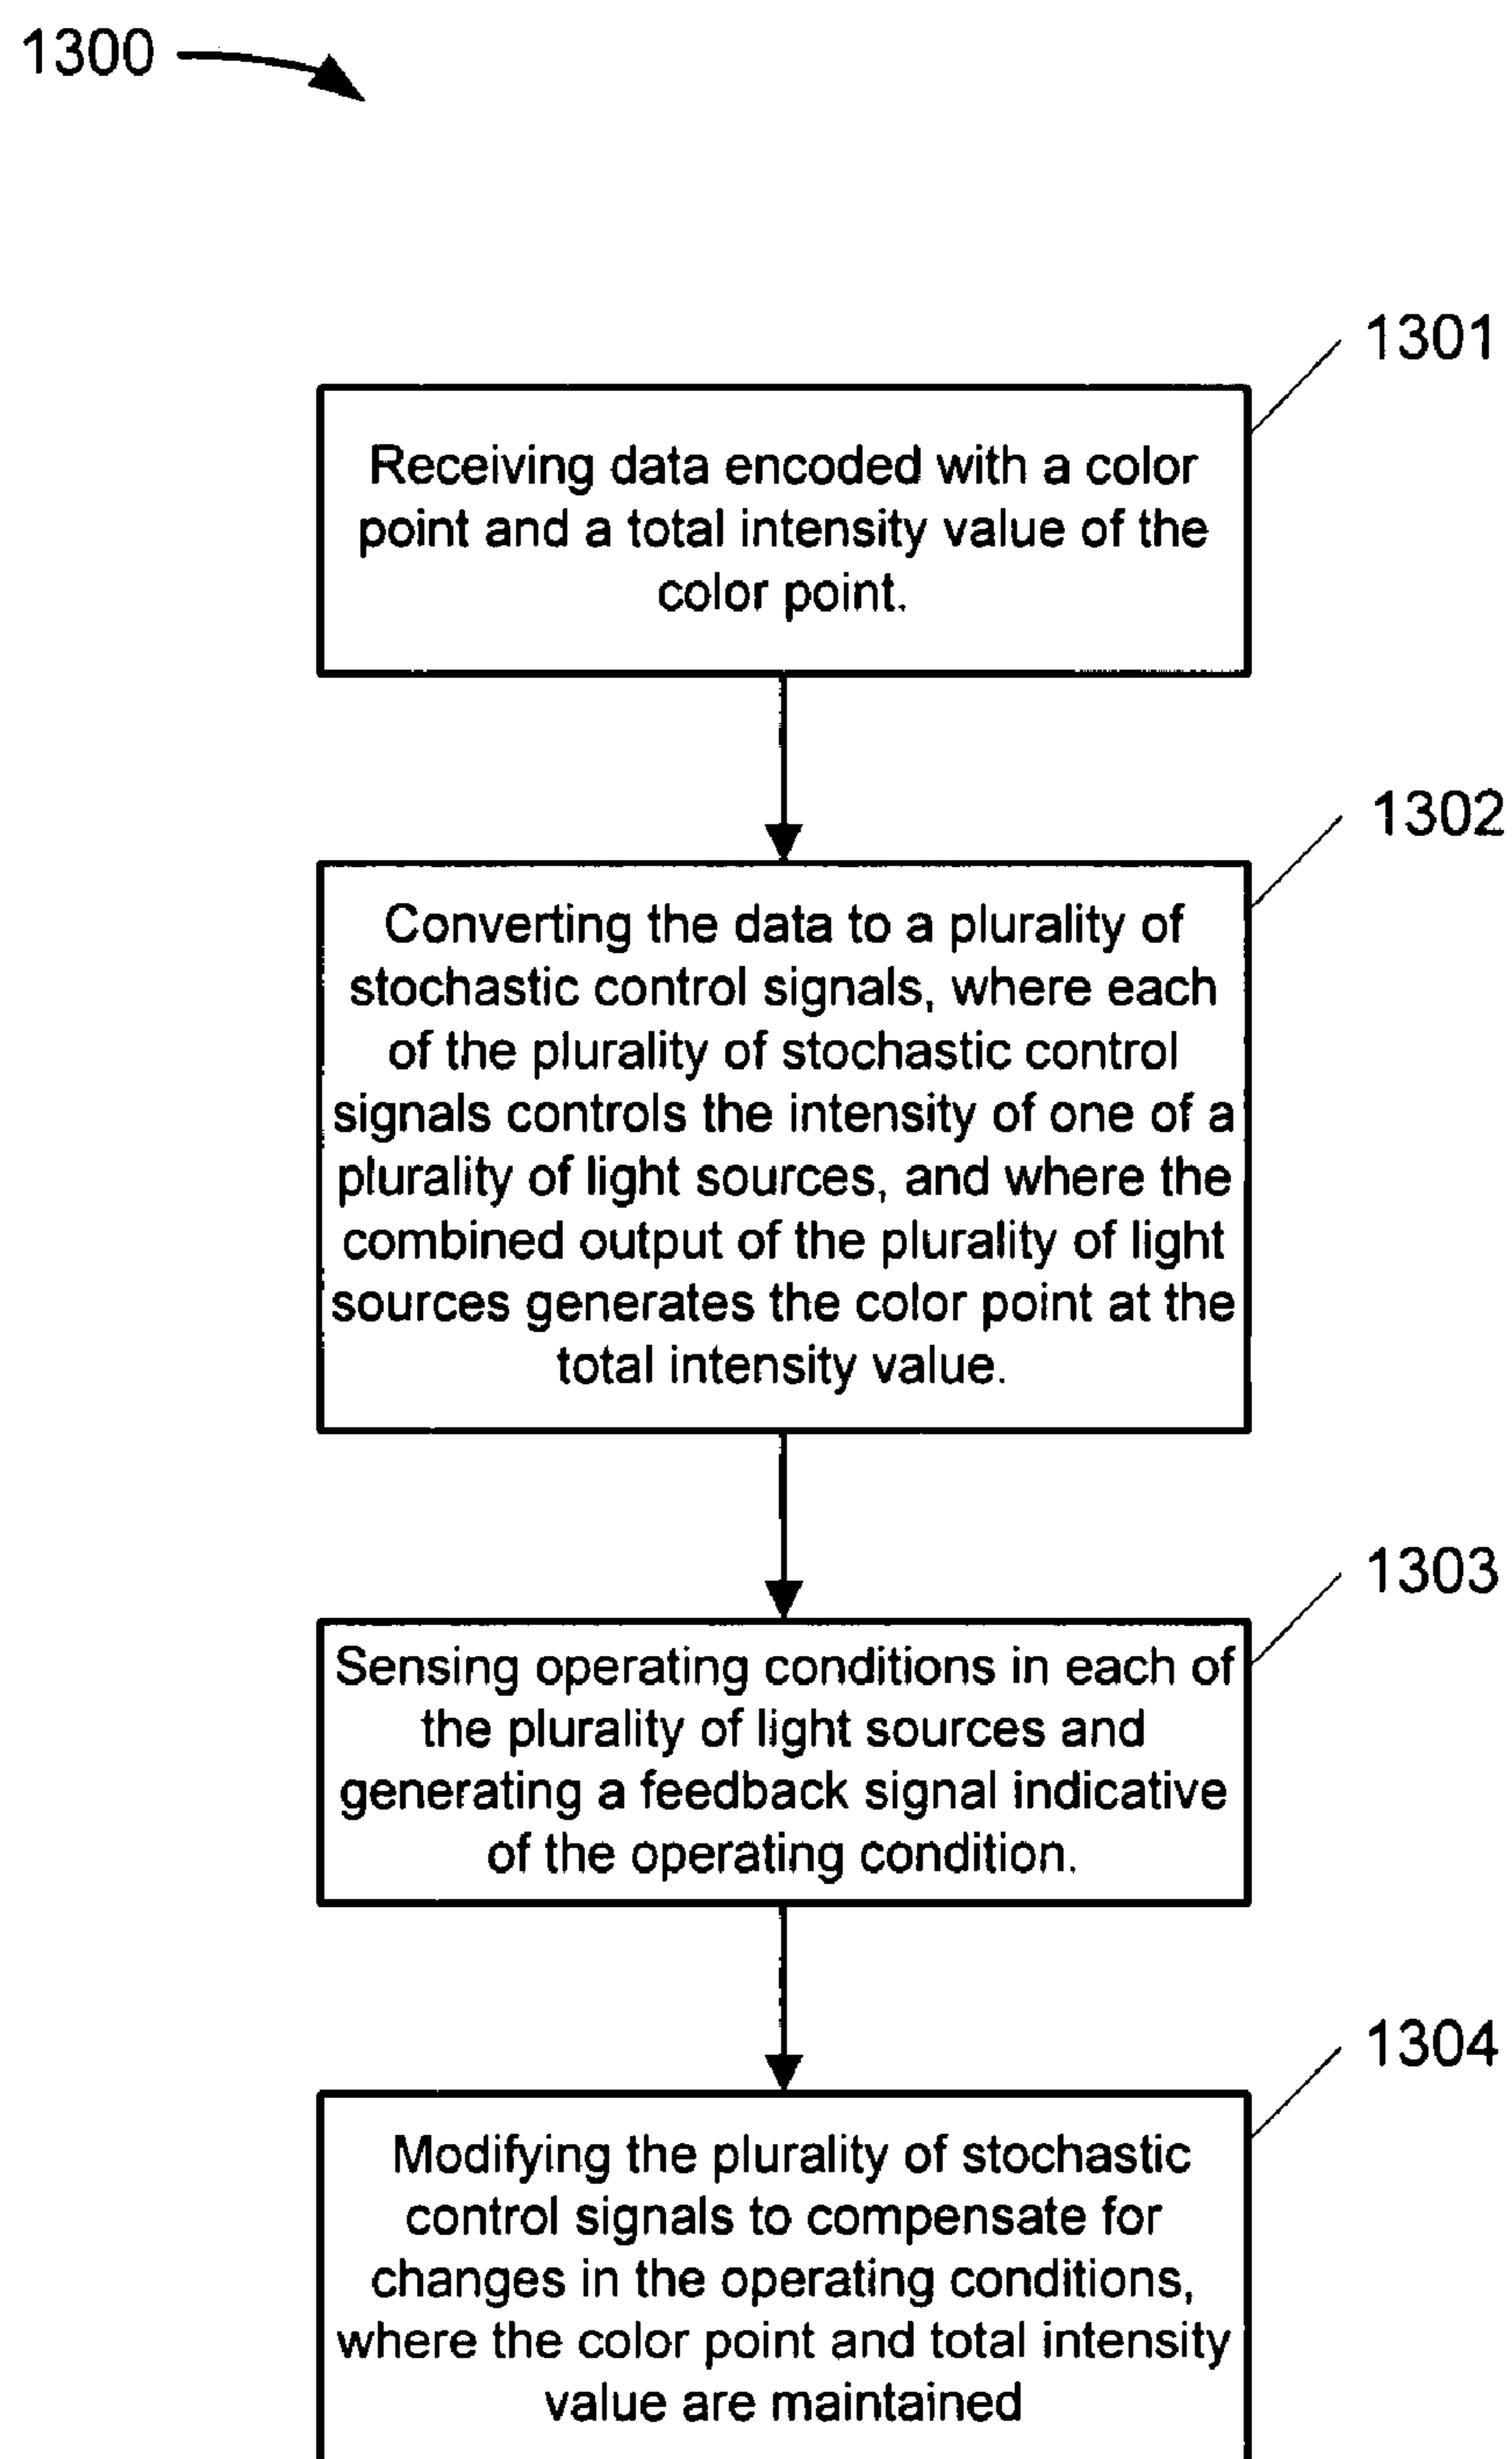 1300
1301
Receiving data encoded with a color
point and a total intensity value of the
color point.
1302
Converting the data to a plurality of
stochastic control signals, where each
of the plurality of stochastic control
signals controls the intensity of one of a
plurality of light sources, and where the
combined output of the plurality of light
sources generates the color point at the
total intensity value.
1303
Sensing operating conditions in each of
the plurality of light sources and
generating a feedback signal indicative
of the operating condition.
1304
Modifying the plurality of stochastic
control signals to compensate for
changes in the operating conditions,
where the color point and total intensity
value are maintained